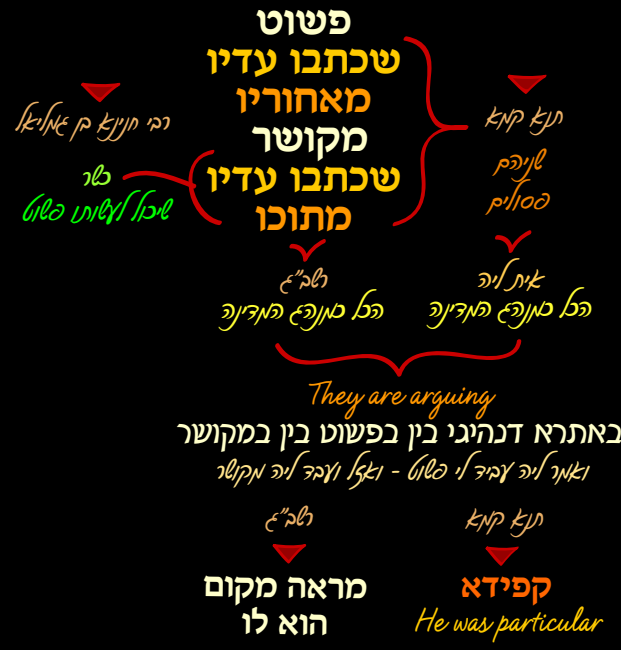 פשוט
שכתבו עדיו
מאחוריו
מקושר
שכתבו עדיו
מתוכו
תנא קמא
שניהם
פסולים
רבי חנינא בן גמליאל
כשר
שיכול לעשותו פשוט
אית ליה
הכל כמנהג המדינה
רשב"ג
הכל כמנהג המדינה
They are arguing
באתרא דנהיגי בין בפשוט בין במקושר
ואמר ליה עביד לי פשוט - ואזל ועבד ליה מקושר
תנא קמא
קפידא
He was particular
רשב"ג
מראה מקום
הוא לו